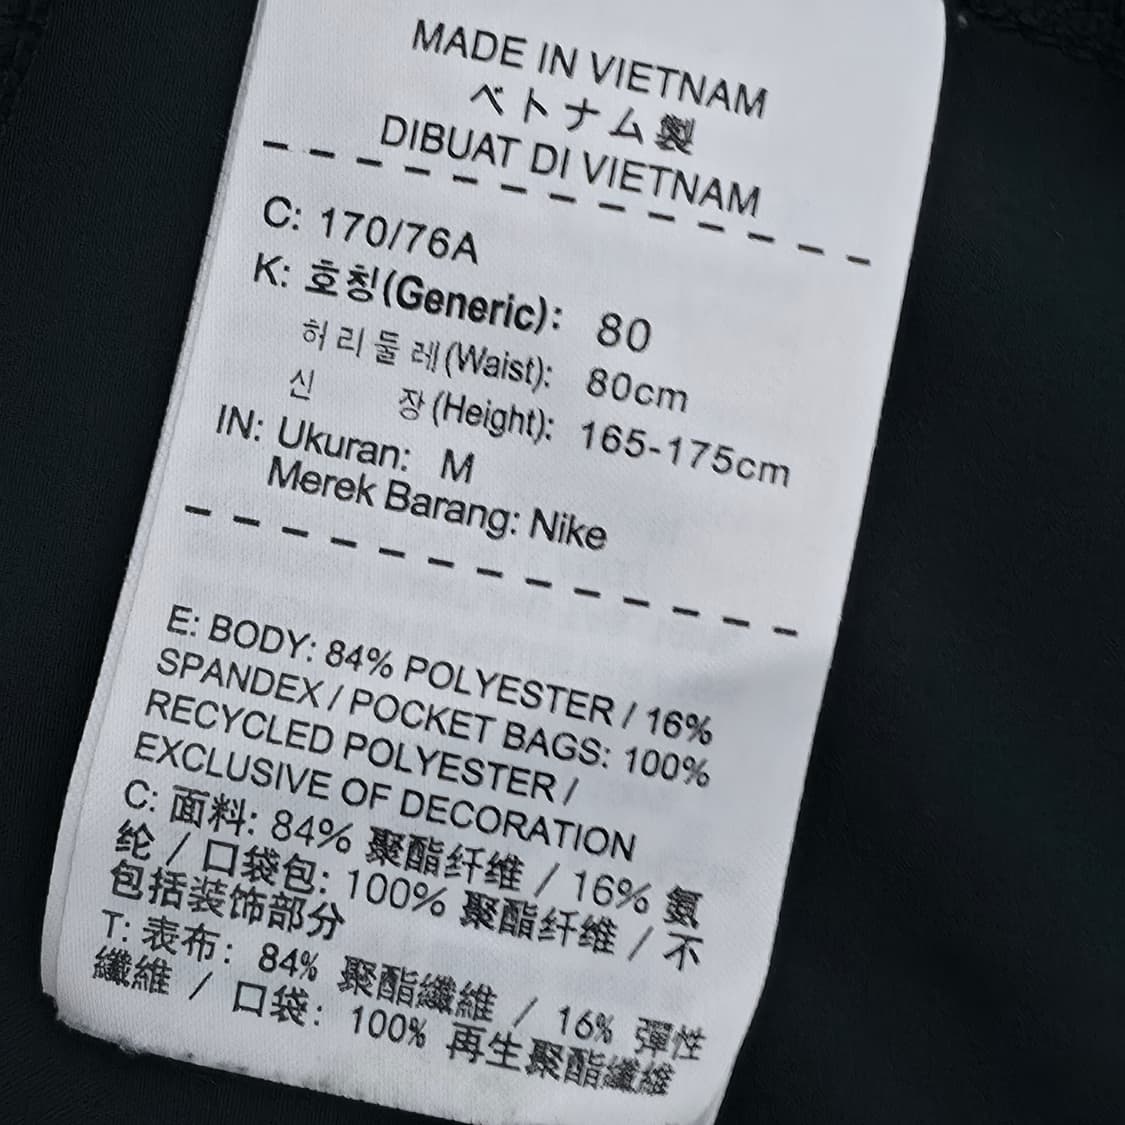 MADE IN VIETNAM
ベトナム製
DIBUAT DI VIETNAM
C: 170/76A
K: 호칭(Generic): 80
허리둘레(Waist): 80cm
신 장(Height): 165-175cm
IN: Ukuran: M
Merek Barang: Nike
E: BODY: 84% POLYESTER / 16%
SPANDEX / POCKET BAGS: 100%
RECYCLED POLYESTER /
EXCLUSIVE OF DECORATION
C: 面料: 84% 聚酯纤维 / 16% 氨
纶 / 口袋包: 100% 聚酯纤维 / 不
包括装饰部分
T: 表布: 84% 聚酯纖維 / 16% 彈性
纖維 / 口袋: 100% 再生聚酯纖維